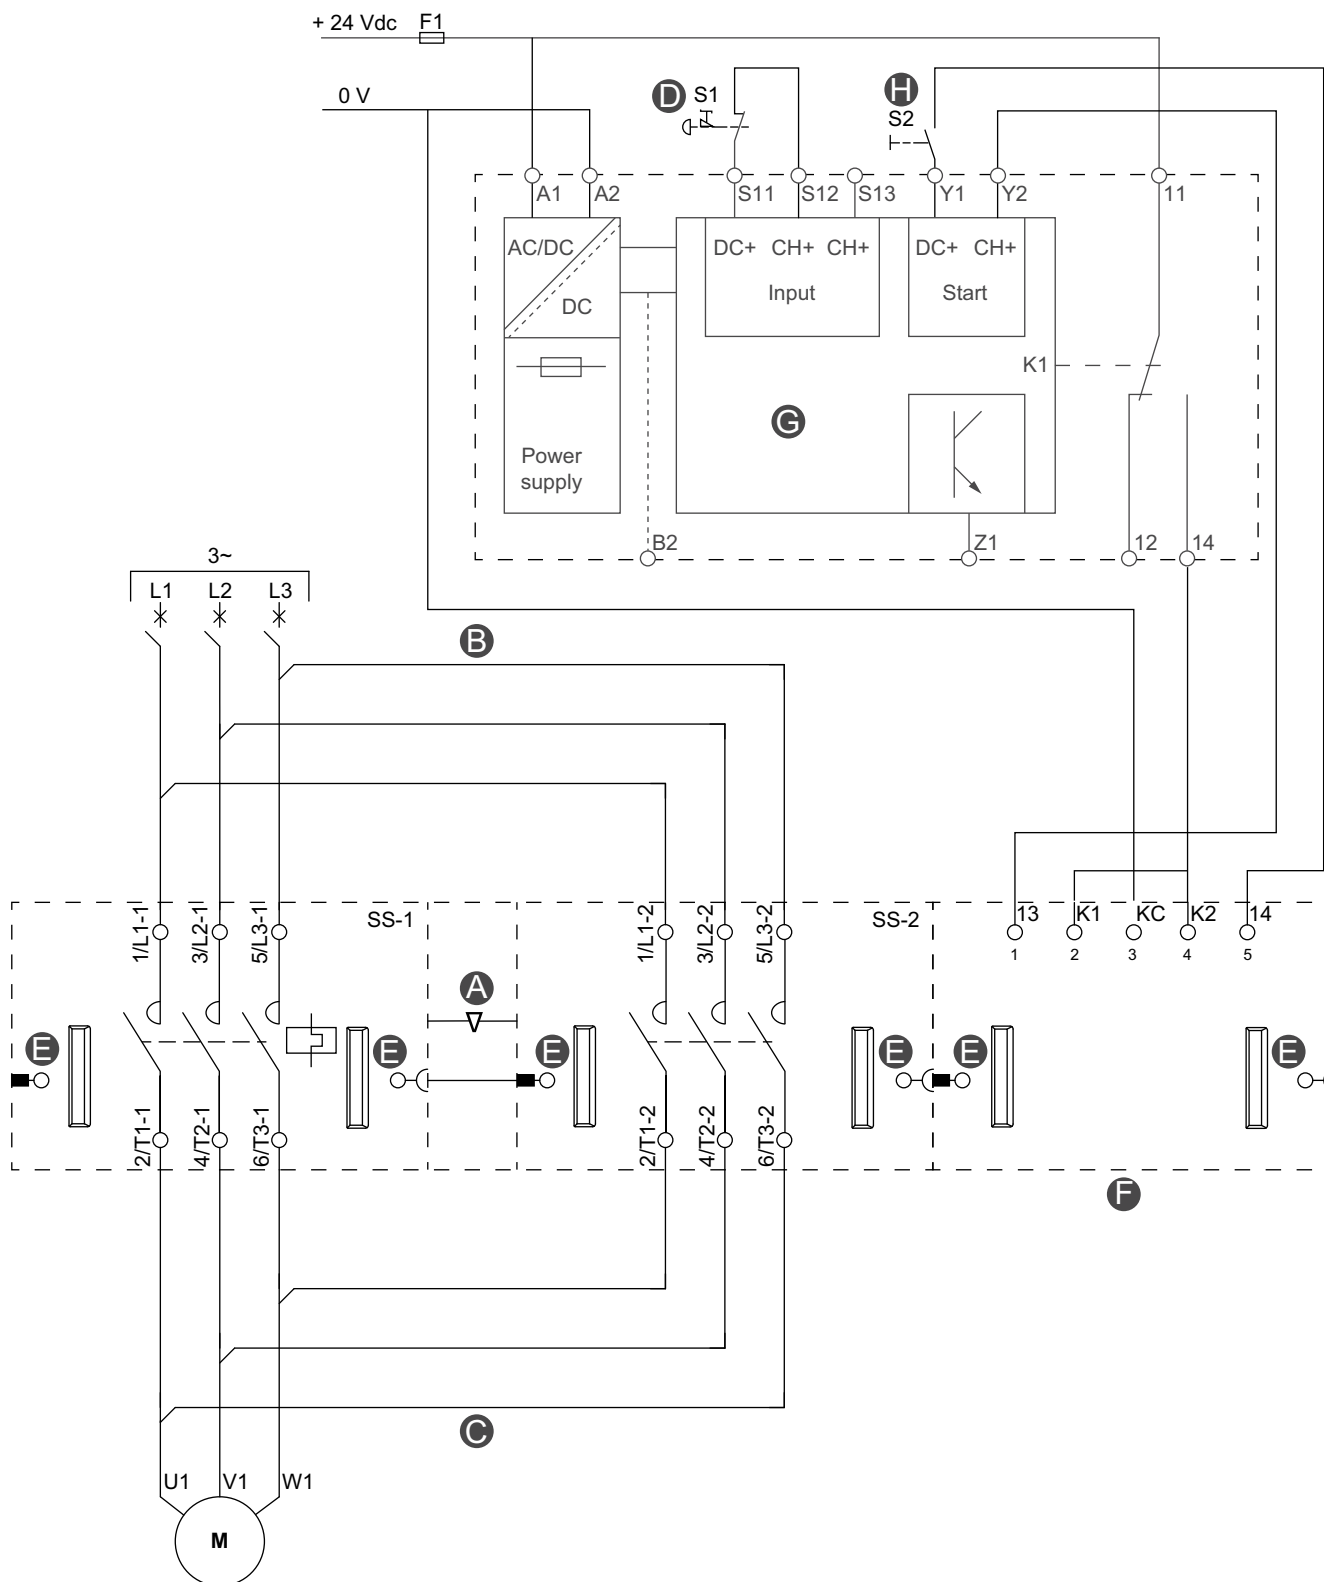 + 24 Vdc F1
0 V
D S1
H
S2
A1 A2 S11 S12 S13 Y1 Y2 11
AC/DC DC+ CH+ CH+ DC+ CH+
DC Input Start
K1
G
Power
supply
B2 Z1 12 14
3~
L1 L2 L3
B
1/L1-1 3/L2-1 5/L3-1 SS-1 1/L1-2 3/L2-2 5/L3-2 SS-2 13 K1 KC K2 14
1 2 3 4 5
A
E E E E E E
2/T1-1 4/T2-1 6/T3-1 2/T1-2 4/T2-2 6/T3-2
F
C
U1 V1 W1
M